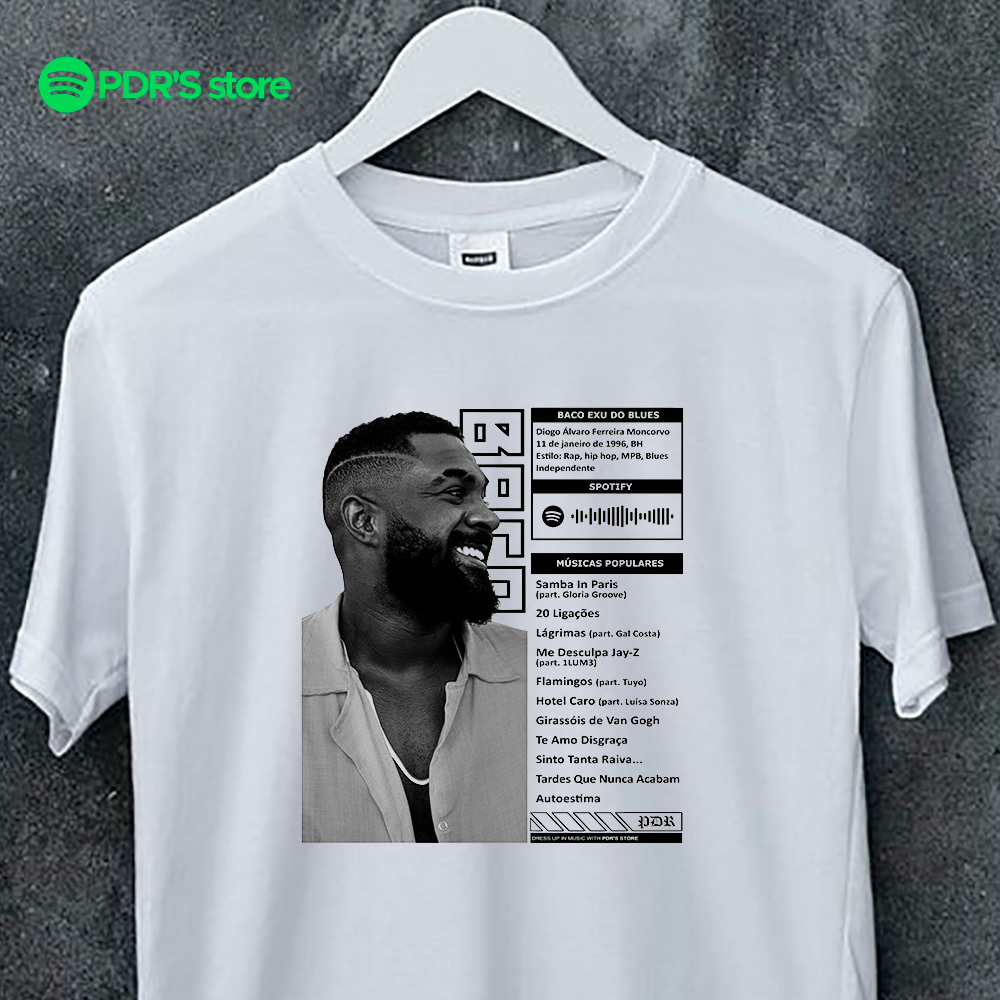 PDR'S store
BACO
BACO EXU DO BLUES
Diogo Álvaro Ferreira Moncorvo
11 de janeiro de 1996, BH
Estilo: Rap, hip hop, MPB, Blues
Independente
SPOTIFY
MÚSICAS POPULARES
Samba In Paris
(part. Gloria Groove)
20 Ligações
Lágrimas (part. Gal Costa)
Me Desculpa Jay-Z
(part. 1LUM3)
Flamingos (part. Tuyo)
Hotel Caro (part. Luísa Sonza)
Girassóis de Van Gogh
Te Amo Disgraça
Sinto Tanta Raiva...
Tardes Que Nunca Acabam
Autoestima
PDR
DRESS UP IN MUSIC WITH PDR'S STORE